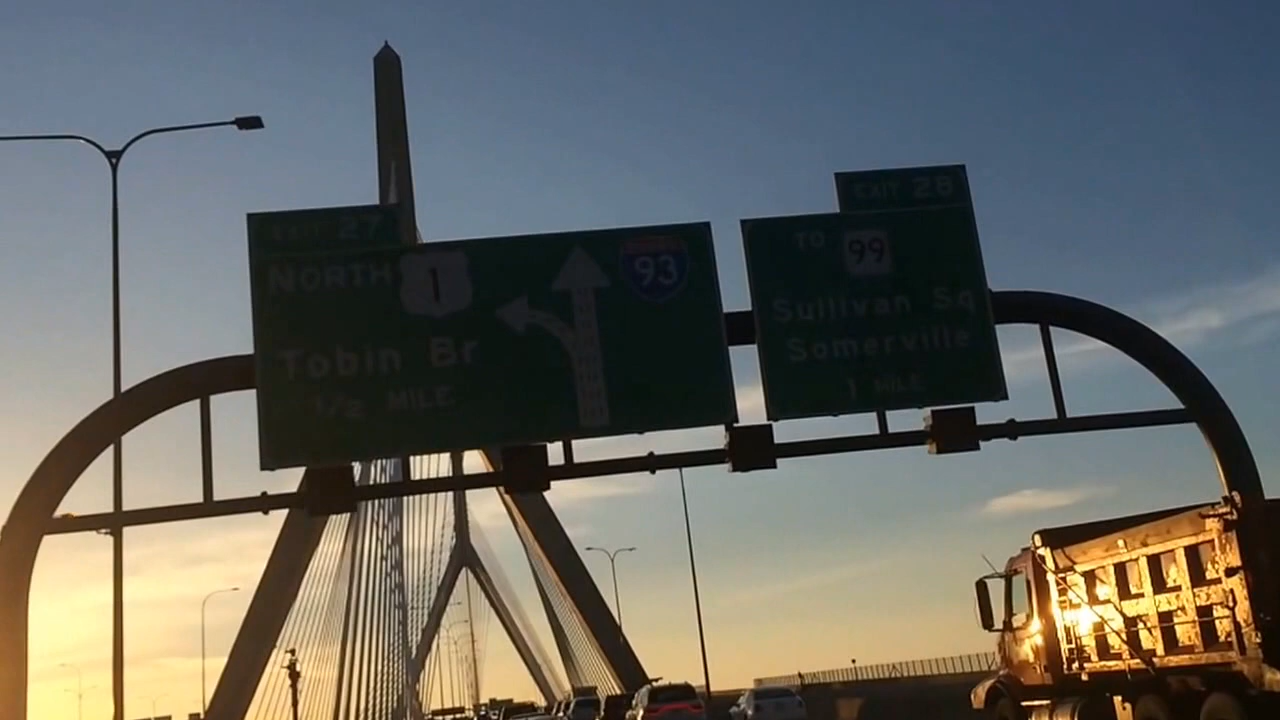 EXIT 27
NORTH 1
93
Tobin Br
1/2 MILE
EXIT 28
TO 99
Sullivan Sq
Somerville
1 MILE